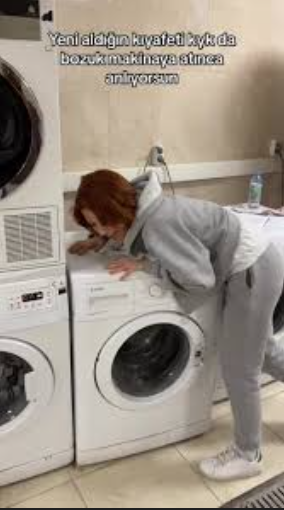 Yeni aldığın kıyafeti kyk da
bozuk makinaya atınca
anlıyorsun